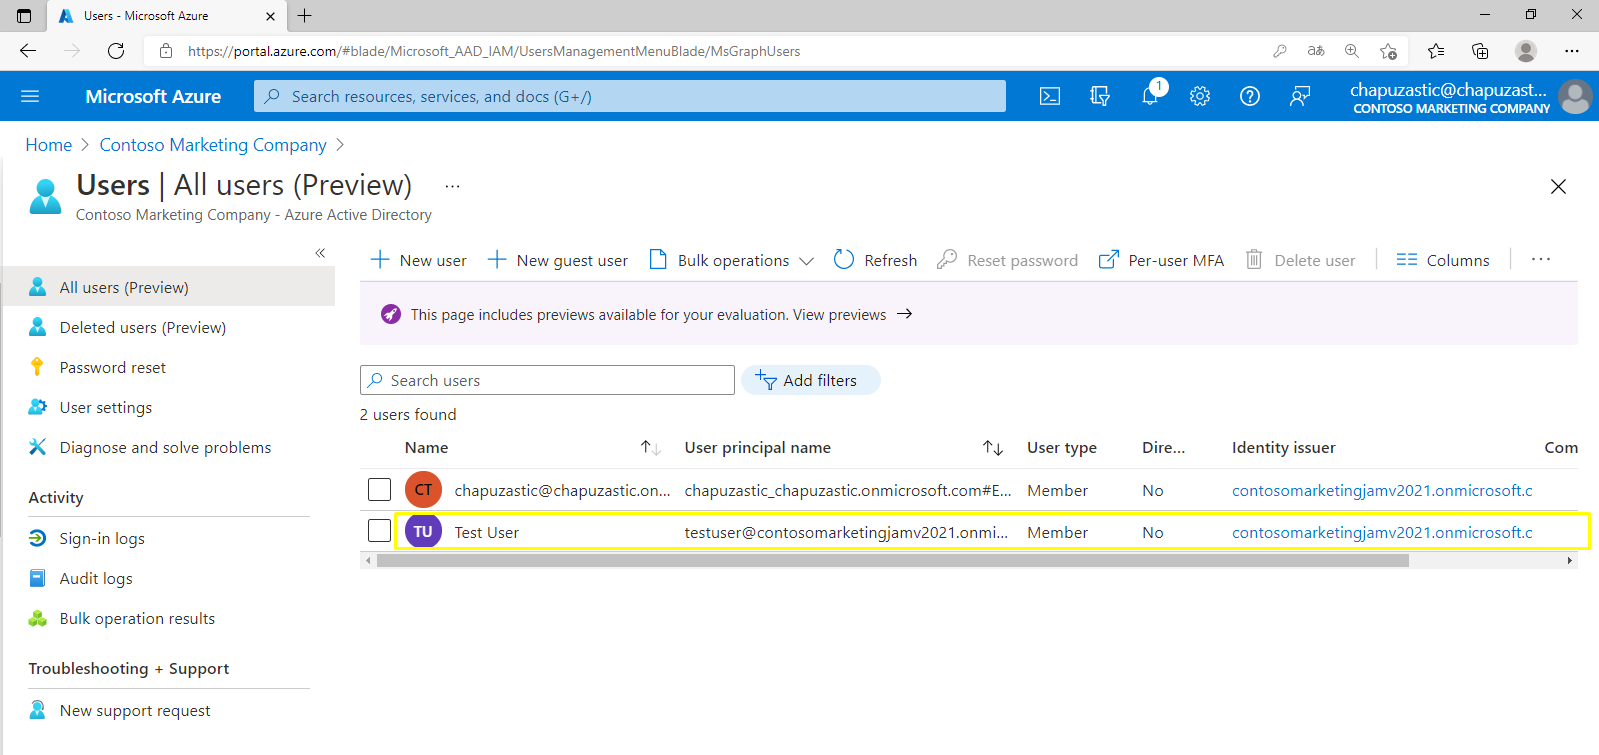 Users - Microsoft Azure
https://portal.azure.com/#blade/Microsoft_AAD_IAM/UsersManagementMenuBlade/MsGraphUsers
Microsoft Azure
Search resources, services, and docs (G+/)
1
chapuzastic@chapuzast...
CONTOSO MARKETING COMPANY
Home > Contoso Marketing Company >
Users | All users (Preview) ...
Contoso Marketing Company - Azure Active Directory
All users (Preview)
Deleted users (Preview)
Password reset
User settings
Diagnose and solve problems
Activity
Sign-in logs
Audit logs
Bulk operation results
Troubleshooting + Support
New support request
New user New guest user Bulk operations Refresh Reset password Per-user MFA Delete user Columns ...
This page includes previews available for your evaluation. View previews →
Search users Add filters
2 users found
Name User principal name User type Dire... Identity issuer Com
CT chapuzastic@chapuzastic.on... chapuzastic_chapuzastic.onmicrosoft.com#E... Member No contosomarketingjamv2021.onmicrosoft.c
TU Test User testuser@contosomarketingjamv2021.onmi... Member No contosomarketingjamv2021.onmicrosoft.c